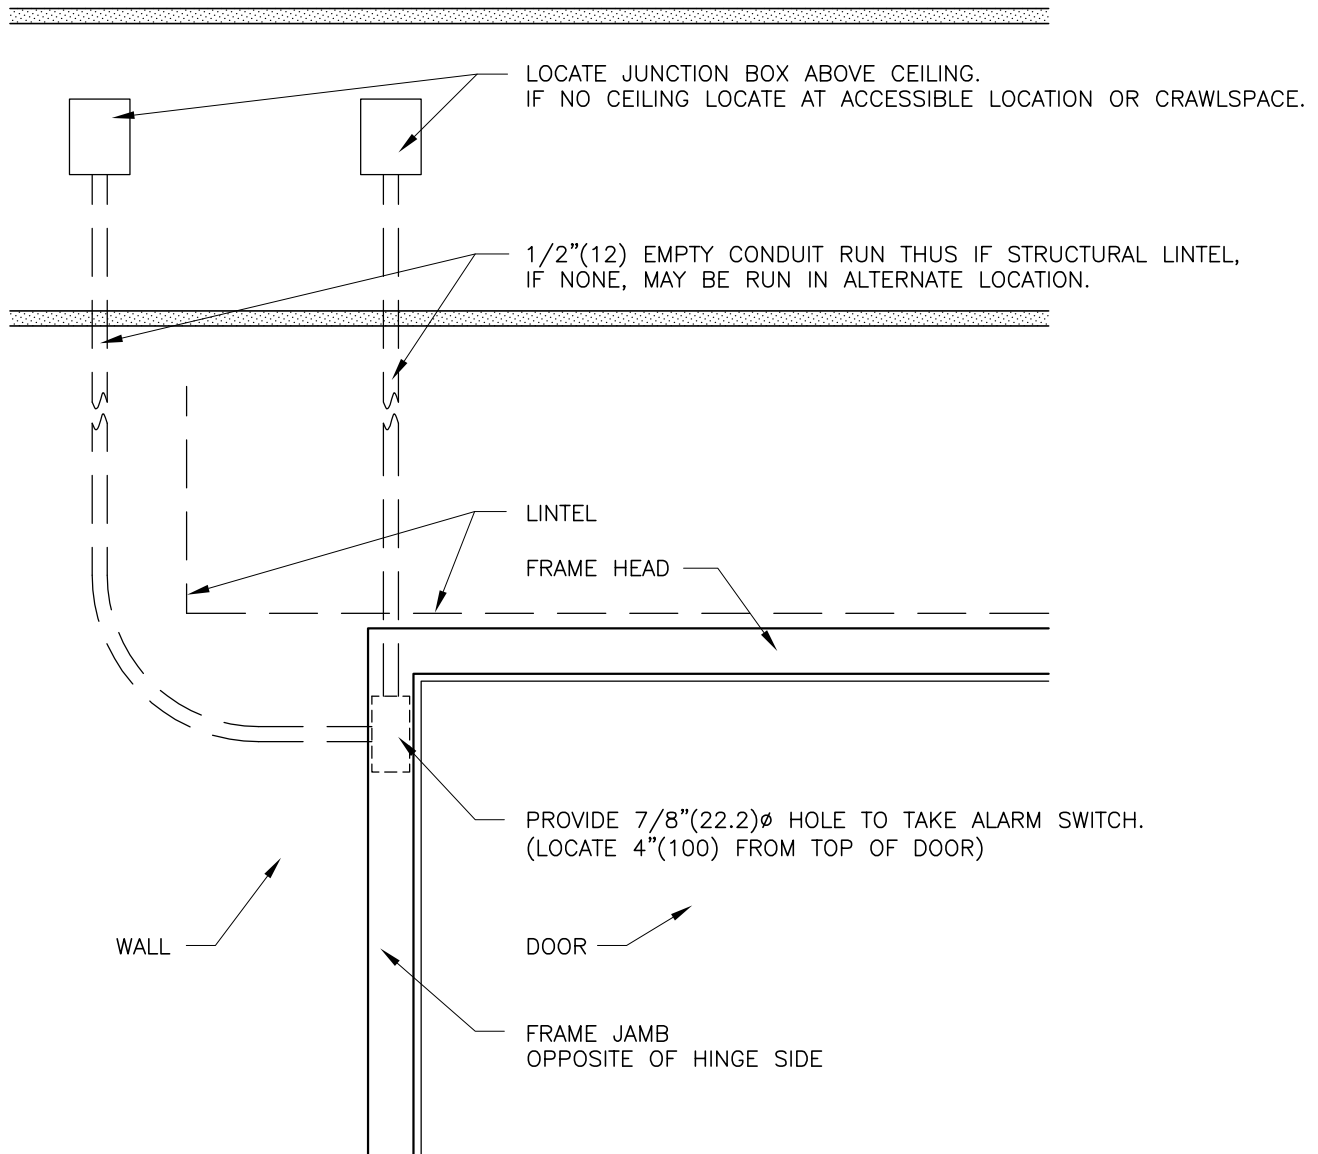 LOCATE JUNCTION BOX ABOVE CEILING.
IF NO CEILING LOCATE AT ACCESSIBLE LOCATION OR CRAWLSPACE.
1/2"(12) EMPTY CONDUIT RUN THUS IF STRUCTURAL LINTEL,
IF NONE, MAY BE RUN IN ALTERNATE LOCATION.
LINTEL
FRAME HEAD
PROVIDE 7/8"(22.2)ø HOLE TO TAKE ALARM SWITCH.
(LOCATE 4"(100) FROM TOP OF DOOR)
WALL
DOOR
FRAME JAMB
OPPOSITE OF HINGE SIDE